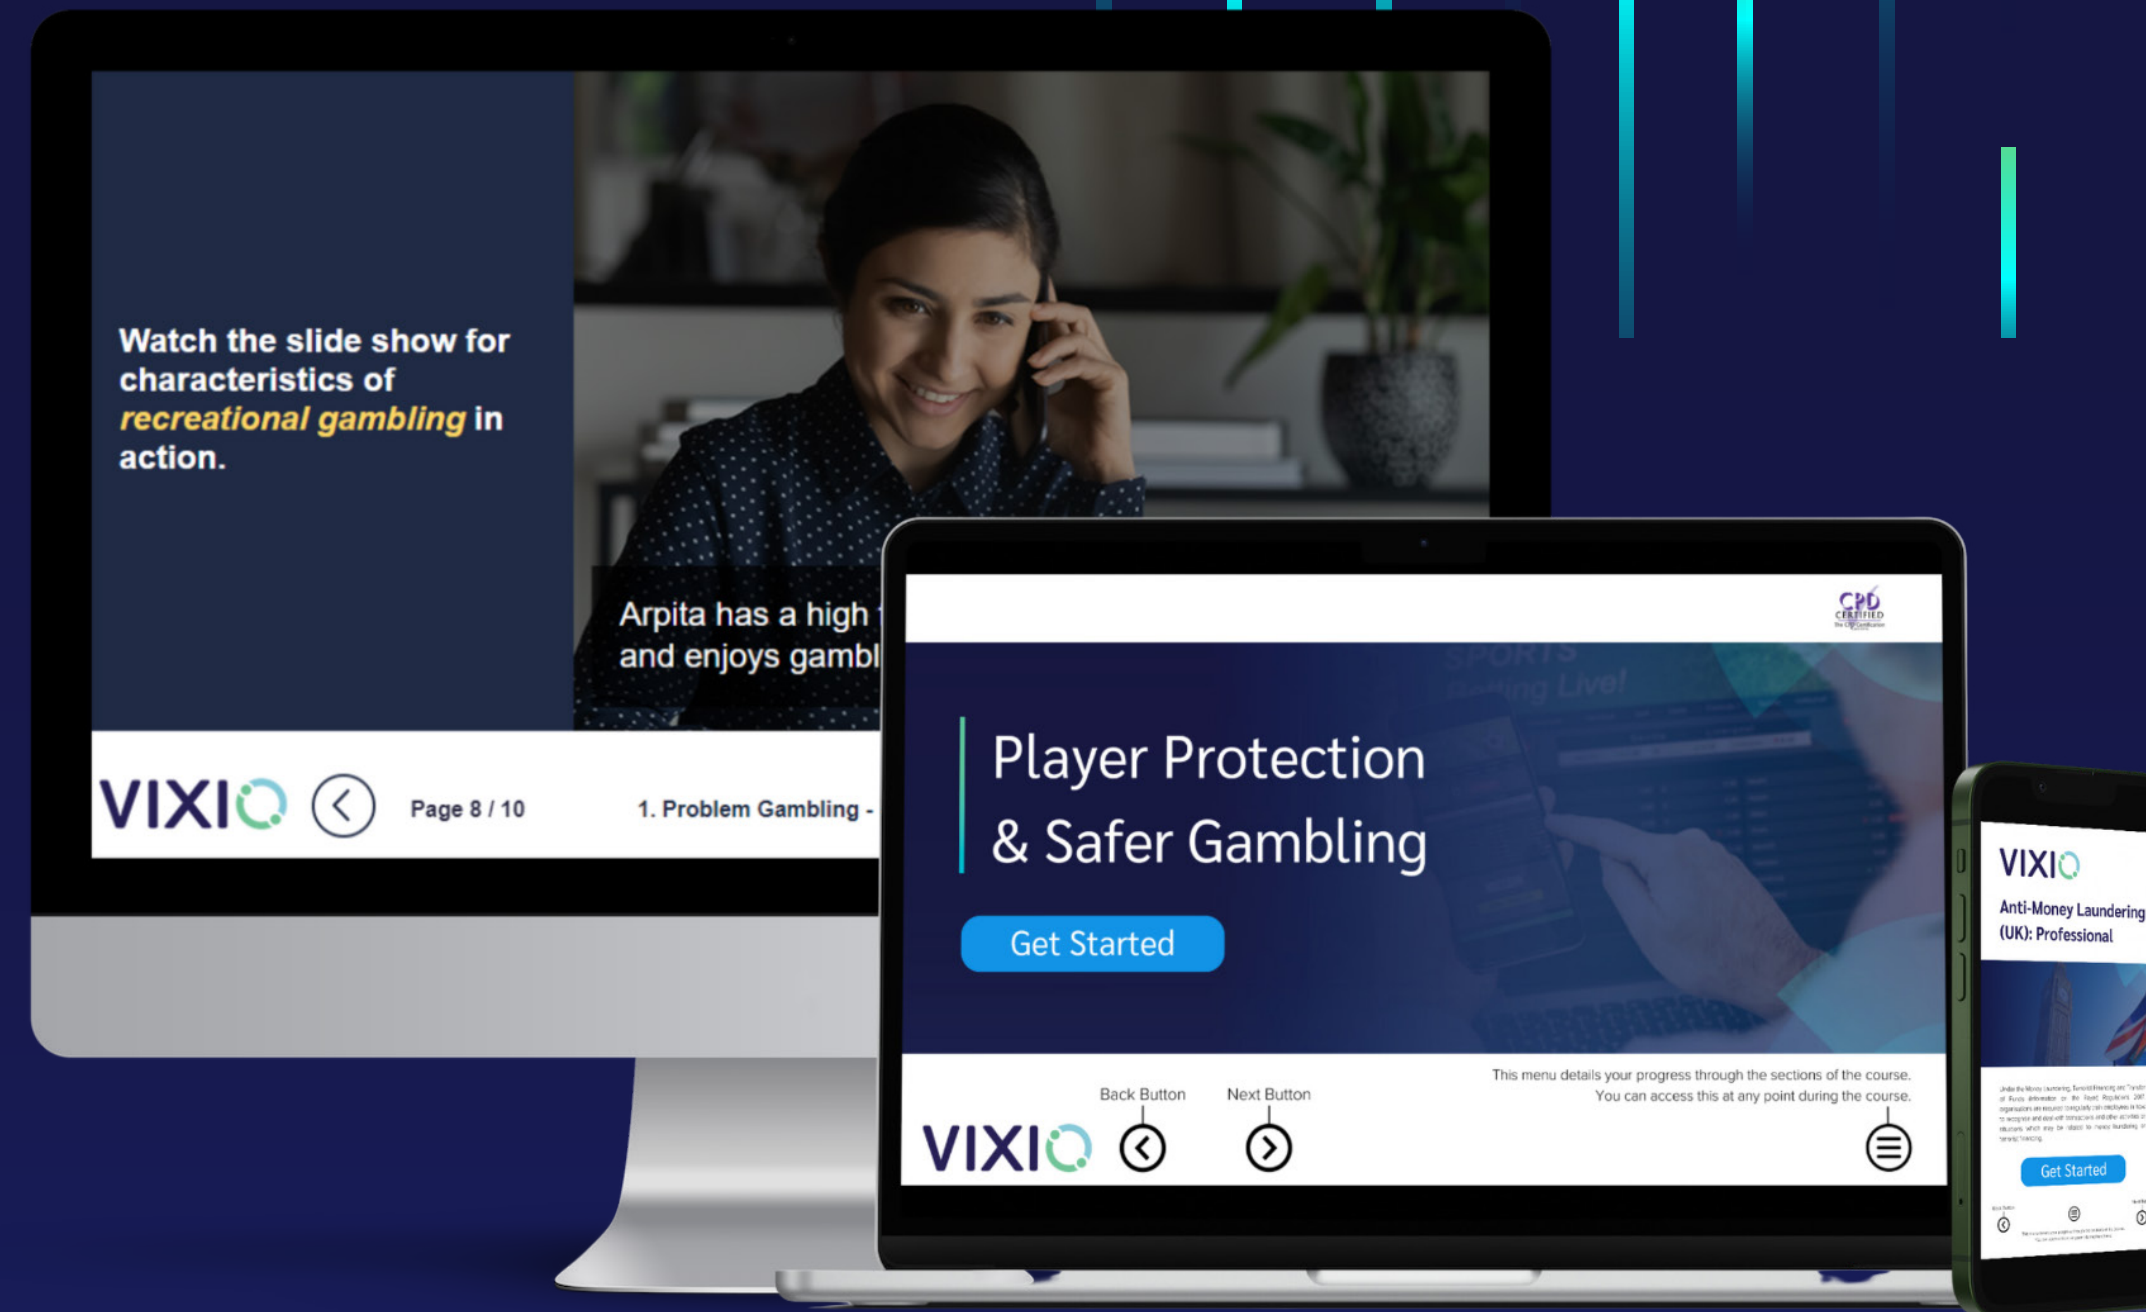 Watch the slide show for
characteristics of
recreational gambling in
action.
Arpita has a high
and enjoys gambl
VIXIO
Page 8 / 10
1. Problem Gambling -
CPD
CERTIFIED
SPORTS
Betting Live!
Player Protection
& Safer Gambling
Get Started
This menu details your progress through the sections of the course.
You can access this at any point during the course.
Back Button
Next Button
VIXIO
VIXIO
Anti-Money Laundering
(UK): Professional
Get Started